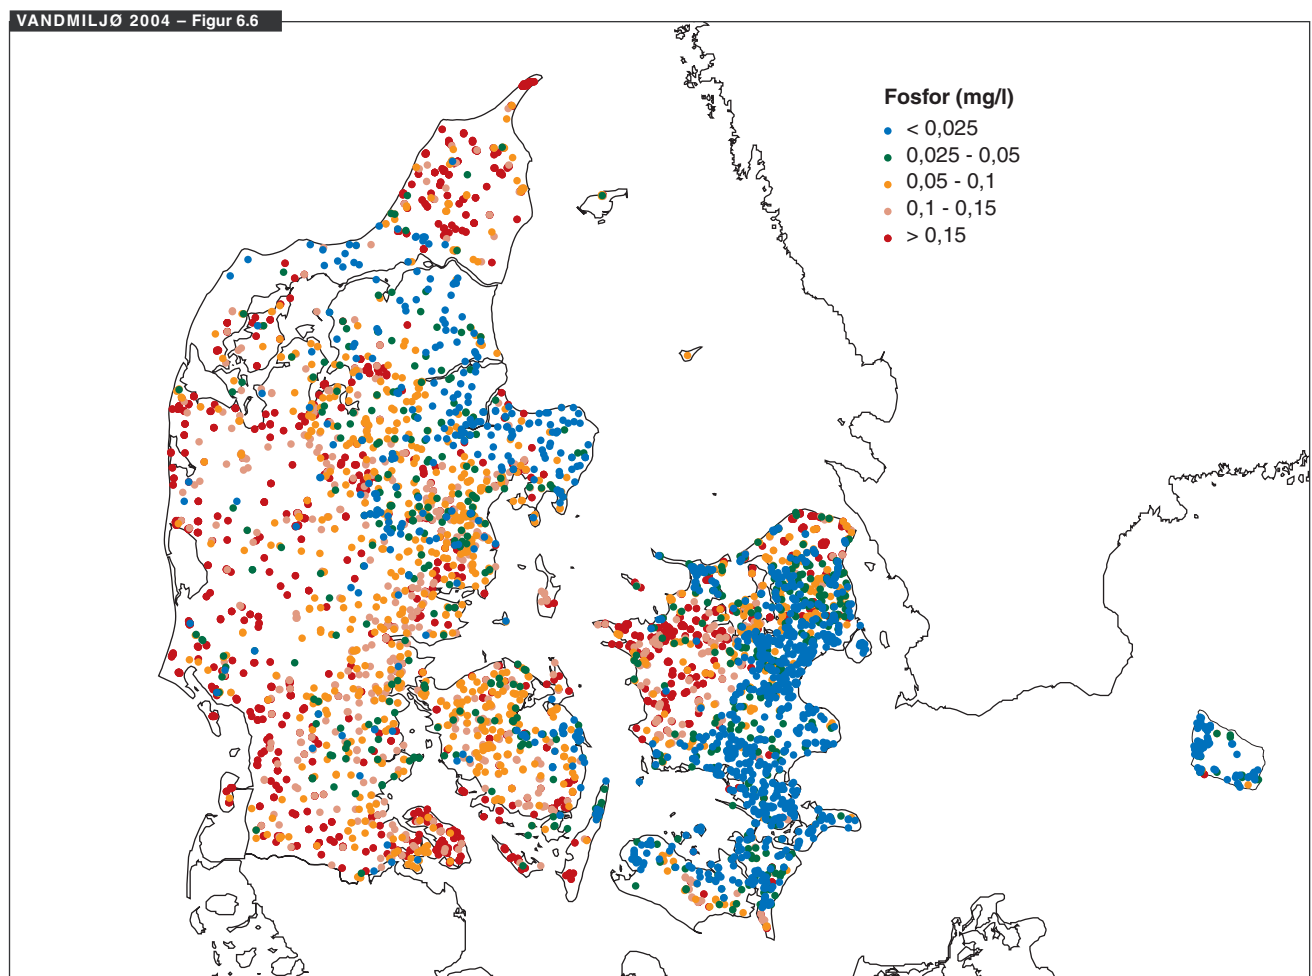 VANDMILJØ 2004 – Figur 6.6
Fosfor (mg/l)
< 0,025
0,025 - 0,05
0,05 - 0,1
0,1 - 0,15
> 0,15